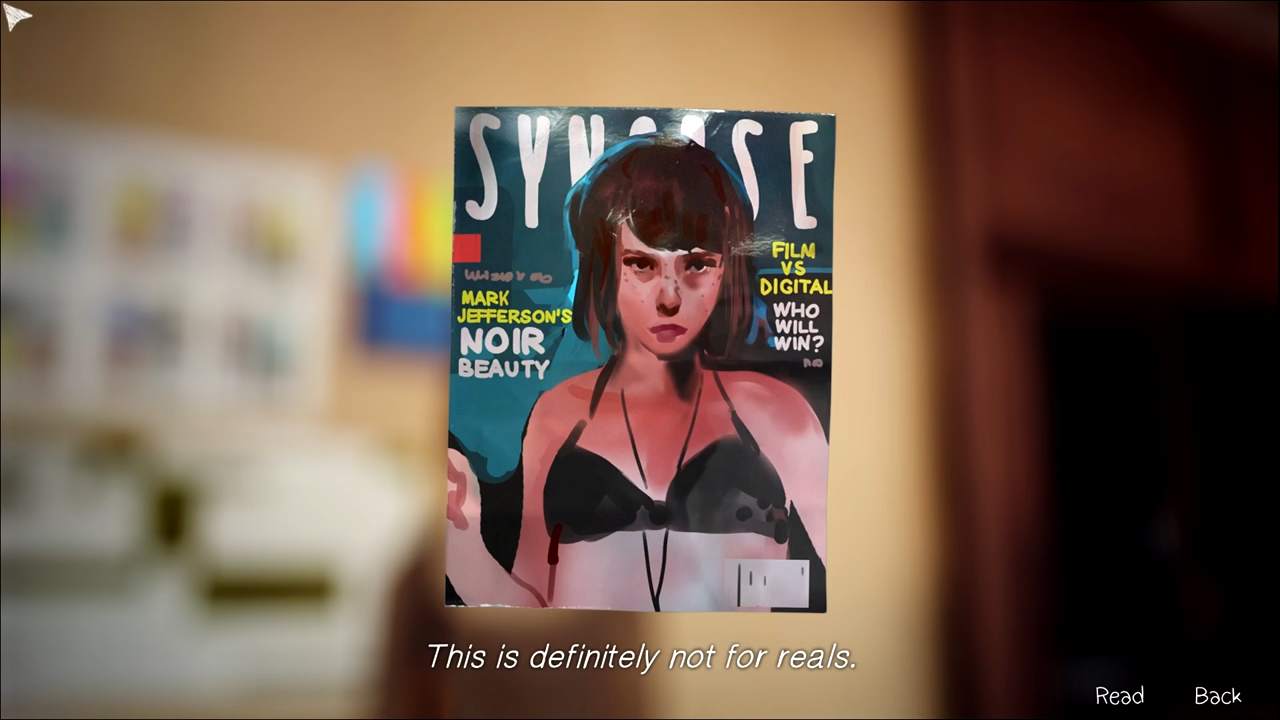 MARK
JEFFERSON'S
NOIR
BEAUTY
FILM
VS
DIGITAL
WHO
WILL
WIN?
This is definitely not for reals.
Read
Back